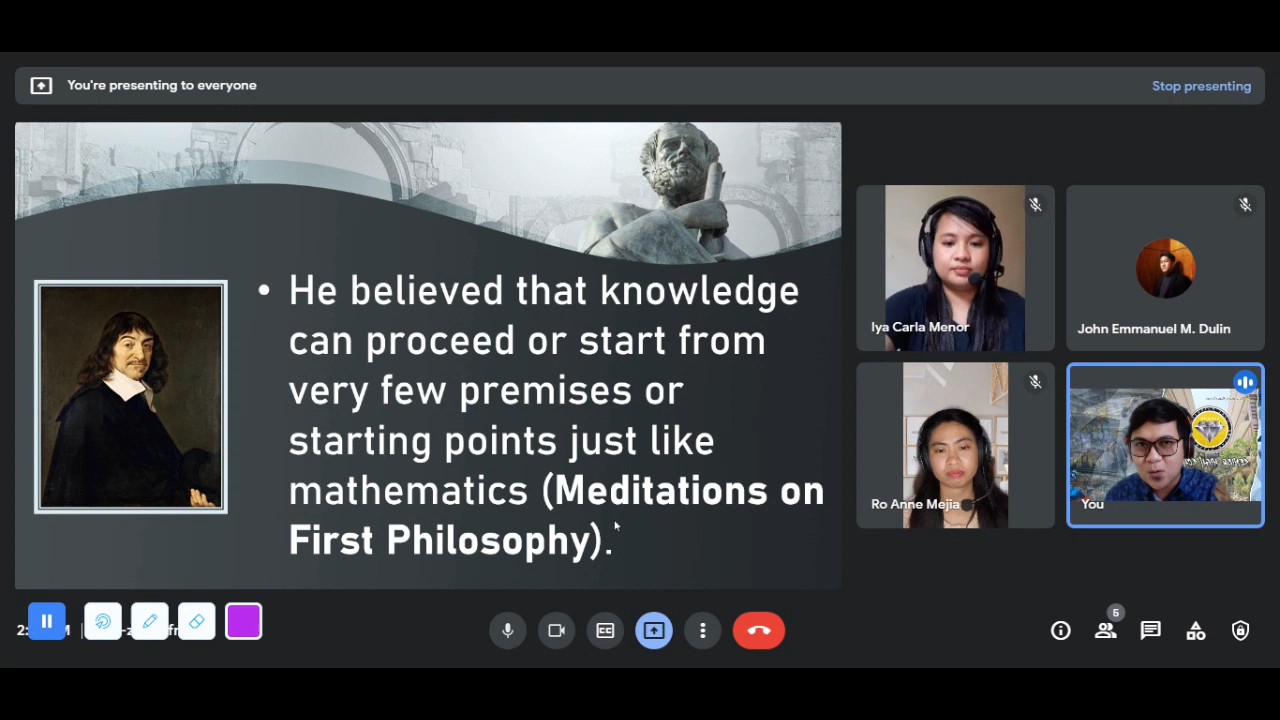 You're presenting to everyone
Stop presenting
• He believed that knowledge
can proceed or start from
very few premises or
starting points just like
mathematics (Meditations on
First Philosophy).
Iya Carla Menor
John Emmanuel M. Dulin
Ro Anne Mejia
You
CC
5